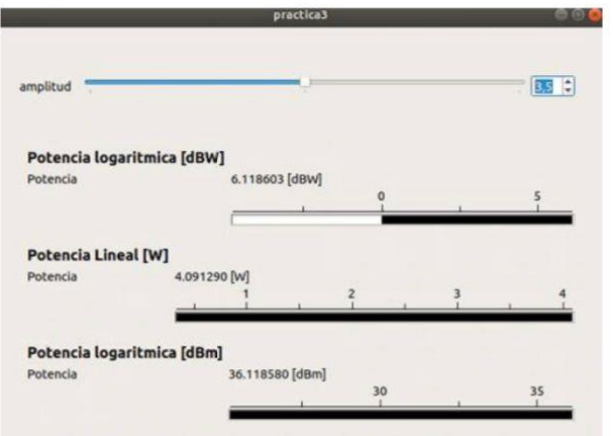 practica3
amplitud 3,5
Potencia logaritmica [dBW]
Potencia 6.118603 [dBW]
0 5
Potencia Lineal [W]
Potencia 4.091290 [W]
1 2 3 4
Potencia logaritmica [dBm]
Potencia 36.118580 [dBm]
30 35